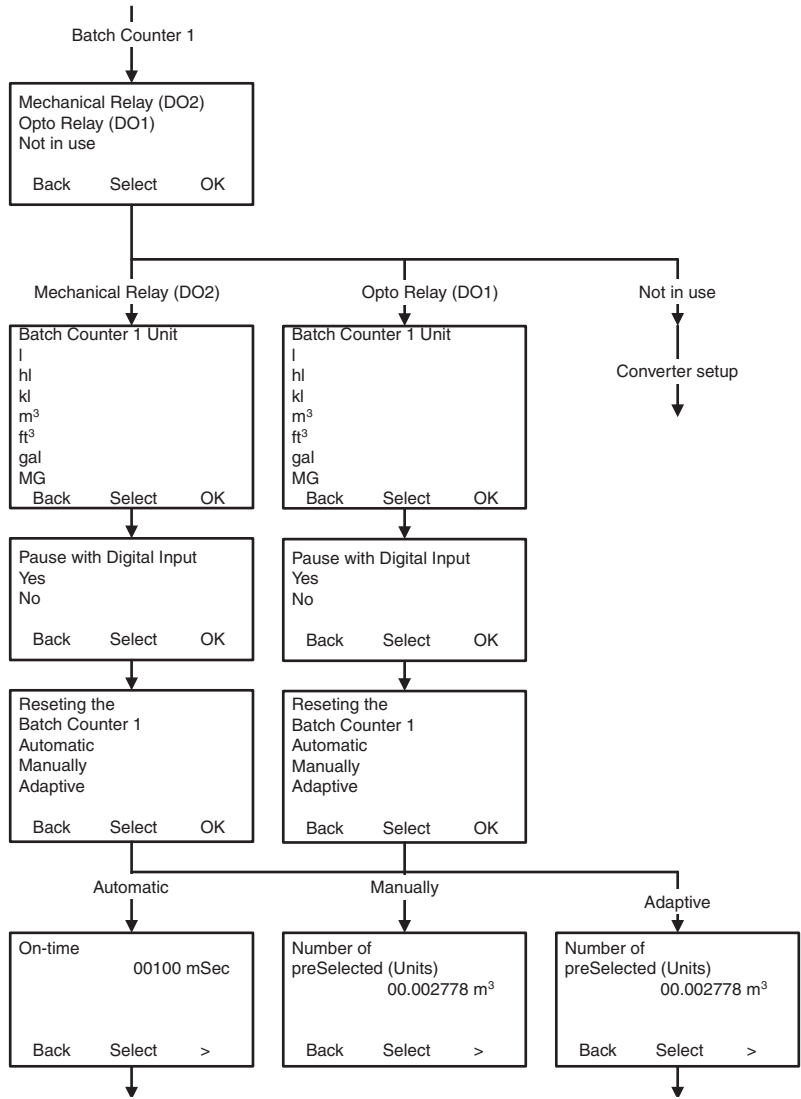 Batch Counter 1
Mechanical Relay (DO2)
Opto Relay (DO1)
Not in use
Back Select OK
Mechanical Relay (DO2)
Opto Relay (DO1)
Not in use
Batch Counter 1 Unit
l
hl
kl
m³
ft³
gal
MG
Back Select OK
Batch Counter 1 Unit
l
hl
kl
m³
ft³
gal
MG
Back Select OK
Converter setup
Pause with Digital Input
Yes
No
Back Select OK
Pause with Digital Input
Yes
No
Back Select OK
Reseting the
Batch Counter 1
Automatic
Manually
Adaptive
Back Select OK
Reseting the
Batch Counter 1
Automatic
Manually
Adaptive
Back Select OK
Automatic
Manually
Adaptive
On-time
00100 mSec
Back Select >
Number of
preSelected (Units)
00.002778 m³
Back Select >
Number of
preSelected (Units)
00.002778 m³
Back Select >